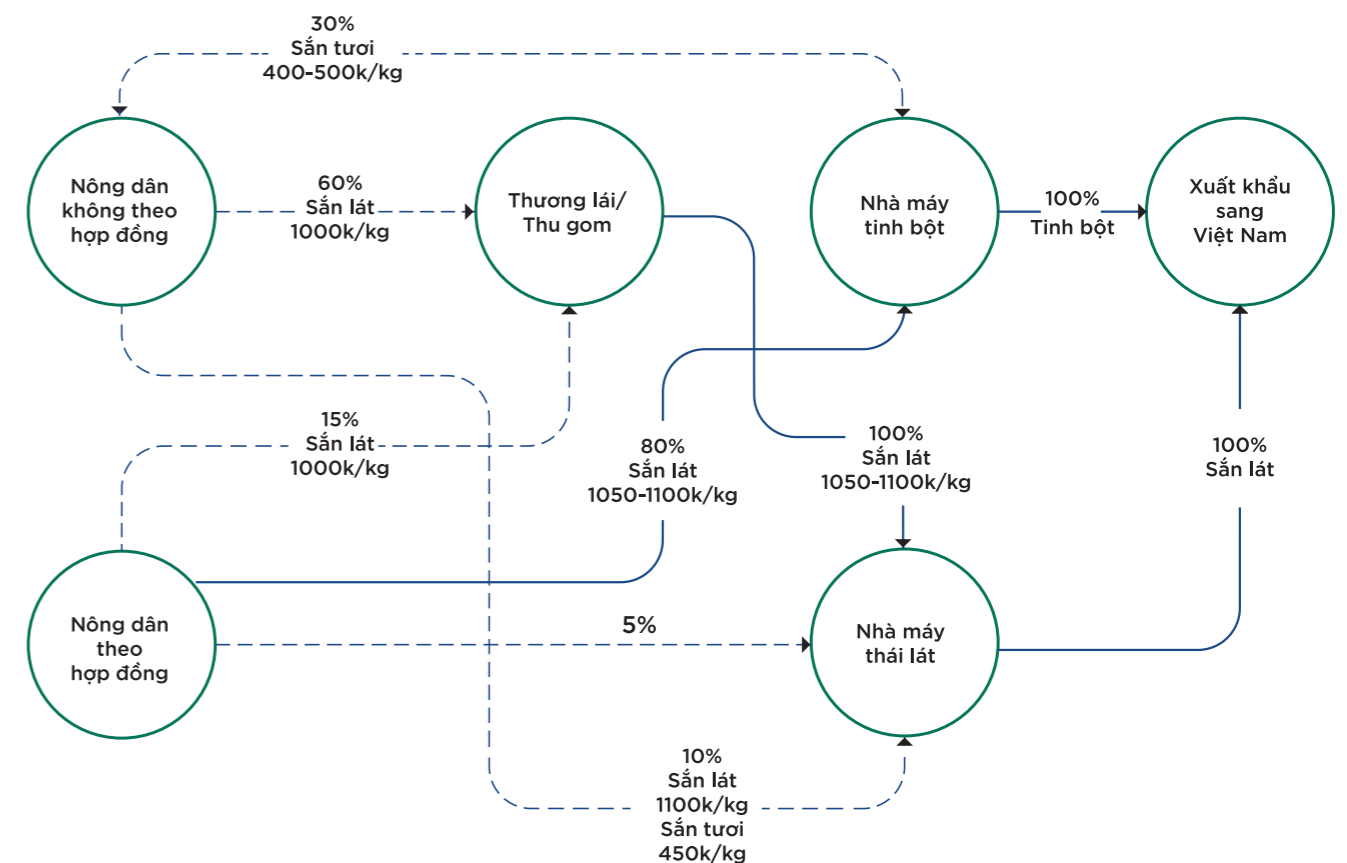 30%
Sắn tươi
400-500k/kg
Nông dân
không theo
hợp đồng
60%
Sắn lát
1000k/kg
Thương lái/
Thu gom
Nhà máy
tinh bột
100%
Tinh bột
Xuất khẩu
sang
Việt Nam
15%
Sắn lát
1000k/kg
80%
Sắn lát
1050-1100k/kg
100%
Sắn lát
1050-1100k/kg
100%
Sắn lát
Nông dân
theo
hợp đồng
5%
Nhà máy
thái lát
10%
Sắn lát
1100k/kg
Sắn tươi
450k/kg